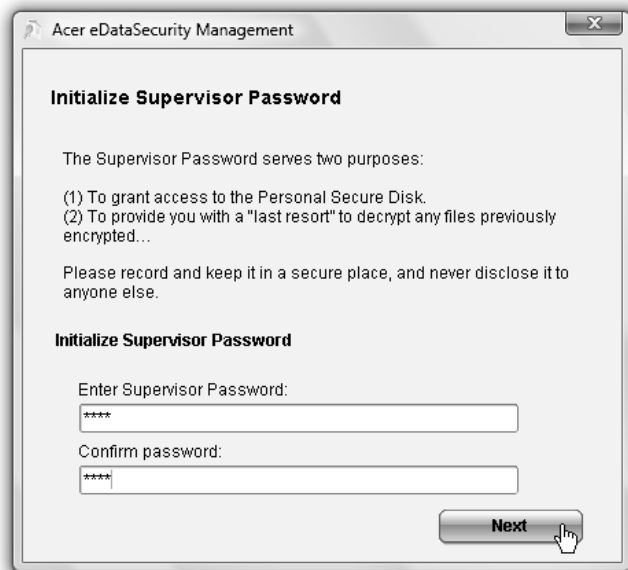 Acer eDataSecurity Management
x
Initialize Supervisor Password
The Supervisor Password serves two purposes:
(1) To grant access to the Personal Secure Disk.
(2) To provide you with a "last resort" to decrypt any files previously
encrypted...
Please record and keep it in a secure place, and never disclose it to
anyone else.
Initialize Supervisor Password
Enter Supervisor Password:
****
Confirm password:
****
Next